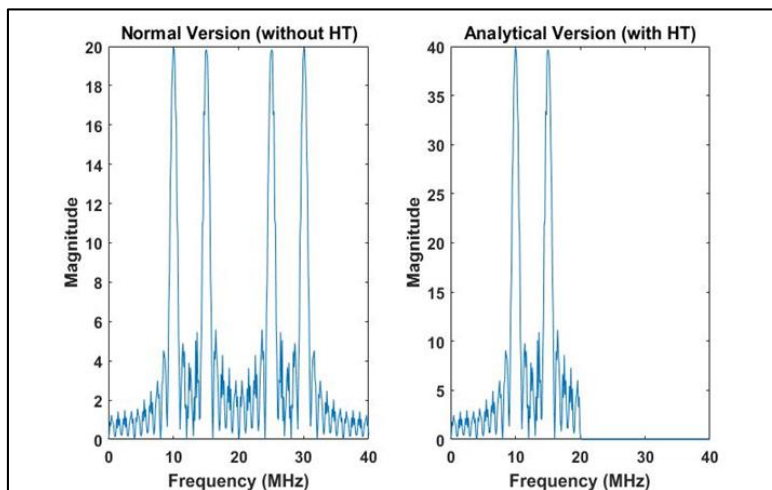 Normal Version (without HT)
20
18
16
14
12
10
8
6
4
2
0
Magnitude
0 10 20 30 40
Frequency (MHz)
Analytical Version (with HT)
40
35
30
25
20
15
10
5
0
Magnitude
0 10 20 30 40
Frequency (MHz)